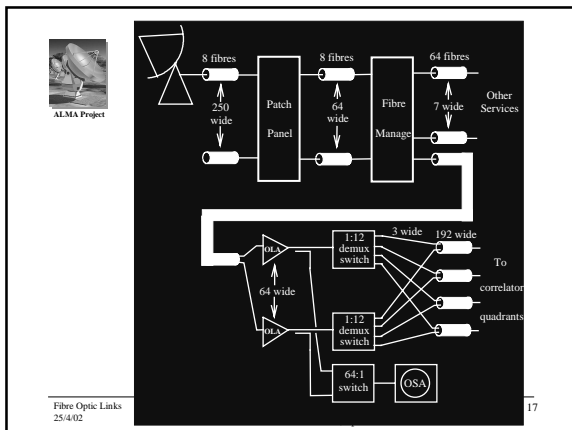 8 fibres
8 fibres
64 fibres
ALMA Project
250
wide
Patch
Panel
64
wide
Fibre
Manage
7 wide
Other
Services
OLA
64 wide
OLA
1:12
demux
switch
3 wide
192 wide
To
correlator
quadrants
1:12
demux
switch
64:1
switch
OSA
Fibre Optic Links
25/4/02
17